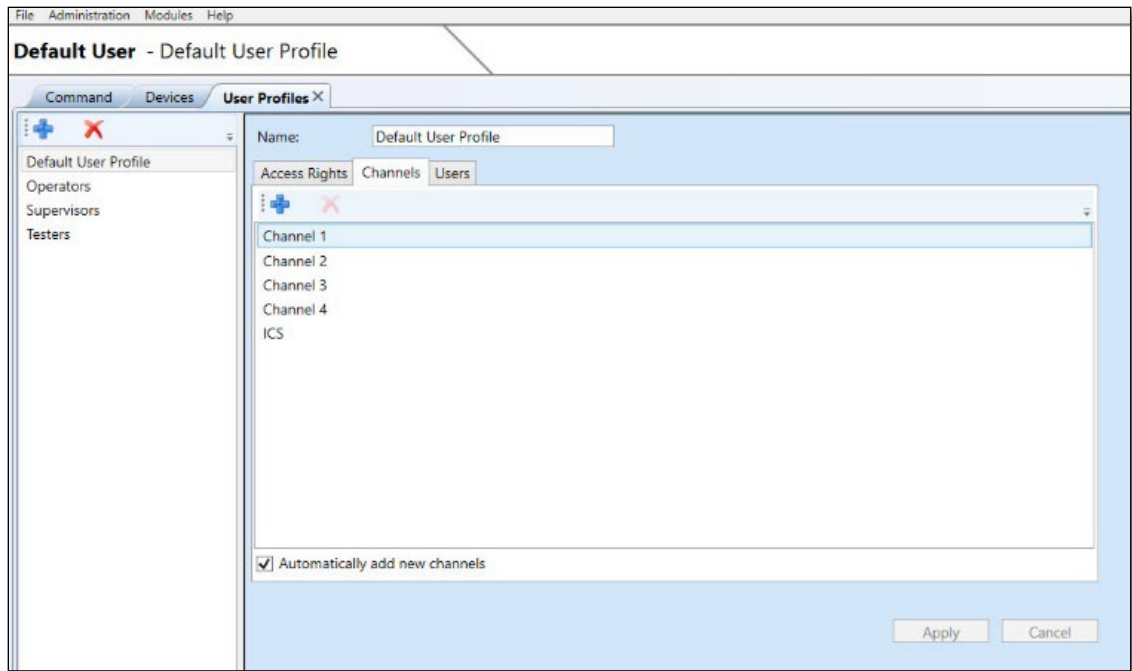 File Administration Modules Help
Default User - Default User Profile
Command Devices User Profiles
Default User Profile
Operators
Supervisors
Testers
Name: Default User Profile
Access Rights Channels Users
Channel 1
Channel 2
Channel 3
Channel 4
ICS
Automatically add new channels
Apply Cancel